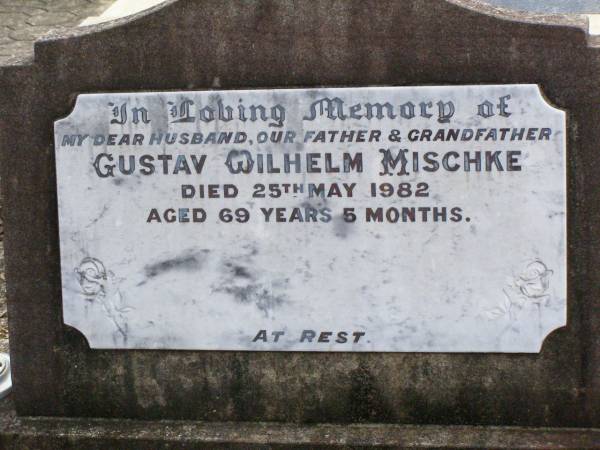 In Loving Memory of
MY DEAR HUSBAND, OUR FATHER & GRANDFATHER
GUSTAV WILHELM MISCHKE
DIED 25TH MAY 1982
AGED 69 YEARS 5 MONTHS.
AT REST.